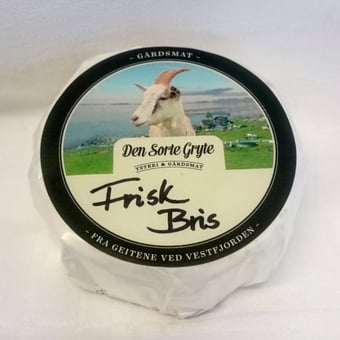 - GÅRDSMAT -
Den Sorte Gryte
YSTERI & GÅRDSMAT
Frisk
Bris
- FRA GEITENE VED VESTFJORDEN -